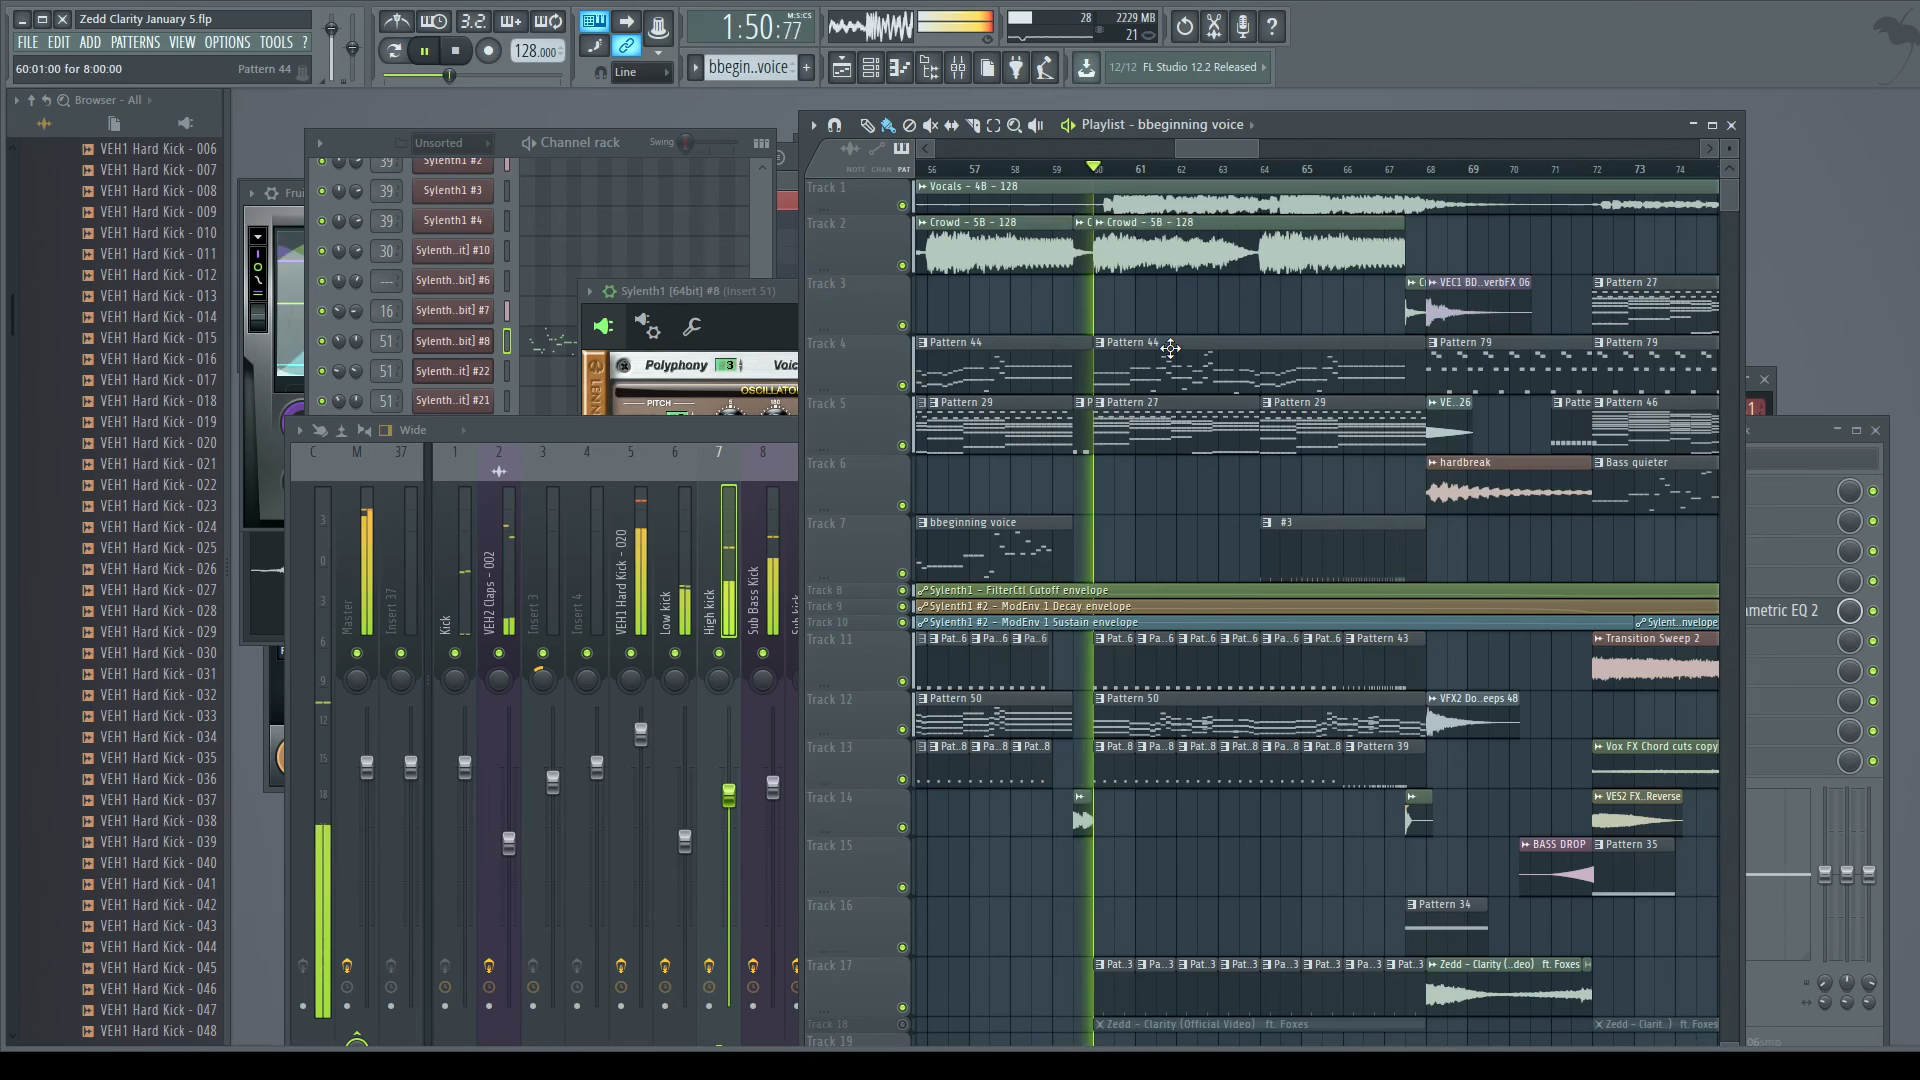 Zedd Clarity January 5.flp
FILE EDIT ADD PATTERNS VIEW OPTIONS TOOLS ?
60:01:00 for 8:00:00 Pattern 44
3.2.
128.000
Line
1:50:77
M:S:CS
bbegin..voice
28 2229 MB
21
12/12 FL Studio 12.2 Released
Browser - All
VEH1 Hard Kick - 006
VEH1 Hard Kick - 007
VEH1 Hard Kick - 008
VEH1 Hard Kick - 009
VEH1 Hard Kick - 010
VEH1 Hard Kick - 011
VEH1 Hard Kick - 012
VEH1 Hard Kick - 013
VEH1 Hard Kick - 014
VEH1 Hard Kick - 015
VEH1 Hard Kick - 016
VEH1 Hard Kick - 017
VEH1 Hard Kick - 018
VEH1 Hard Kick - 019
VEH1 Hard Kick - 020
VEH1 Hard Kick - 021
VEH1 Hard Kick - 022
VEH1 Hard Kick - 023
VEH1 Hard Kick - 024
VEH1 Hard Kick - 025
VEH1 Hard Kick - 026
VEH1 Hard Kick - 027
VEH1 Hard Kick - 028
VEH1 Hard Kick - 029
VEH1 Hard Kick - 030
VEH1 Hard Kick - 031
VEH1 Hard Kick - 032
VEH1 Hard Kick - 033
VEH1 Hard Kick - 034
VEH1 Hard Kick - 035
VEH1 Hard Kick - 036
VEH1 Hard Kick - 037
VEH1 Hard Kick - 038
VEH1 Hard Kick - 039
VEH1 Hard Kick - 040
VEH1 Hard Kick - 041
VEH1 Hard Kick - 042
VEH1 Hard Kick - 043
VEH1 Hard Kick - 044
VEH1 Hard Kick - 045
VEH1 Hard Kick - 046
VEH1 Hard Kick - 047
VEH1 Hard Kick - 048
Frui
Unsorted Channel rack Swing
39 Sylenth1 #2
39 Sylenth1 #3
39 Sylenth1 #4
30 Sylenth..it] #10
--- Sylenth..bit] #6
16 Sylenth..bit] #7
51 Sylenth..bit] #8
51 Sylenth..it] #22
51 Sylenth..it] #21
Sylenth1 [64bit] #8 (Insert 51)
Polyphony 3 Voic
OSCILLATOR
PITCH
Wide
C M 37 1 2 3 4 5 6 7 8
3
0
3
6
9
12
15
18
Master
Insert 37
Kick
VEH2 Claps - 002
Insert 3
Insert 4
VEH1 Hard Kick - 020
Low kick
High kick
Sub Bass Kick
Playlist - bbeginning voice
NOTE CHAN PAT
56 57 58 59 60 61 62 63 64 65 66 67 68 69 70 71 72 73 74
Track 1 Vocals - 4B - 128
Track 2 Crowd - 5B - 128 C Crowd - 5B - 128
Track 3 VEC1 BD..verbFX 06 Pattern 27
Track 4 Pattern 44 Pattern 44 Pattern 79 Pattern 79
Track 5 Pattern 29 P Pattern 27 Pattern 29 VE..26 Patte Pattern 46
Track 6 hardbreak Bass quieter
Track 7 bbeginning voice #3
Track 8 Sylenth1 - FilterCtl Cutoff envelope
Track 9 Sylenth1 #2 - ModEnv 1 Decay envelope
Track 10 Sylenth1 #2 - ModEnv 1 Sustain envelope Sylent..nvelope
Track 11 Pat..6 Pa..6 Pa..6 Pat..6 Pa..6 Pat..6 Pat..6 Pat..6 Pat..6 Pattern 43 Transition Sweep 2
Track 12 Pattern 50 Pattern 50 VFX2 Do..eeps 48
Track 13 Pat..8 Pa..8 Pat..8 Pat..8 Pa..8 Pat..8 Pat..8 Pat..8 Pat..8 Pattern 39 Vox FX Chord cuts copy
Track 14 VES2 FX..Reverse
Track 15 BASS DROP Pattern 35
Track 16 Pattern 34
Track 17 Pat..3 Pa..3 Pat..3 Pat..3 Pat..3 Pat..3 Pa..3 Pat..3 Zedd - Clarity (..deo) ft. Foxes
Track 18 Zedd - Clarity (Official Video) ft. Foxes Zedd - Clarit..) ft. Foxes
Track 19
ametric EQ 2